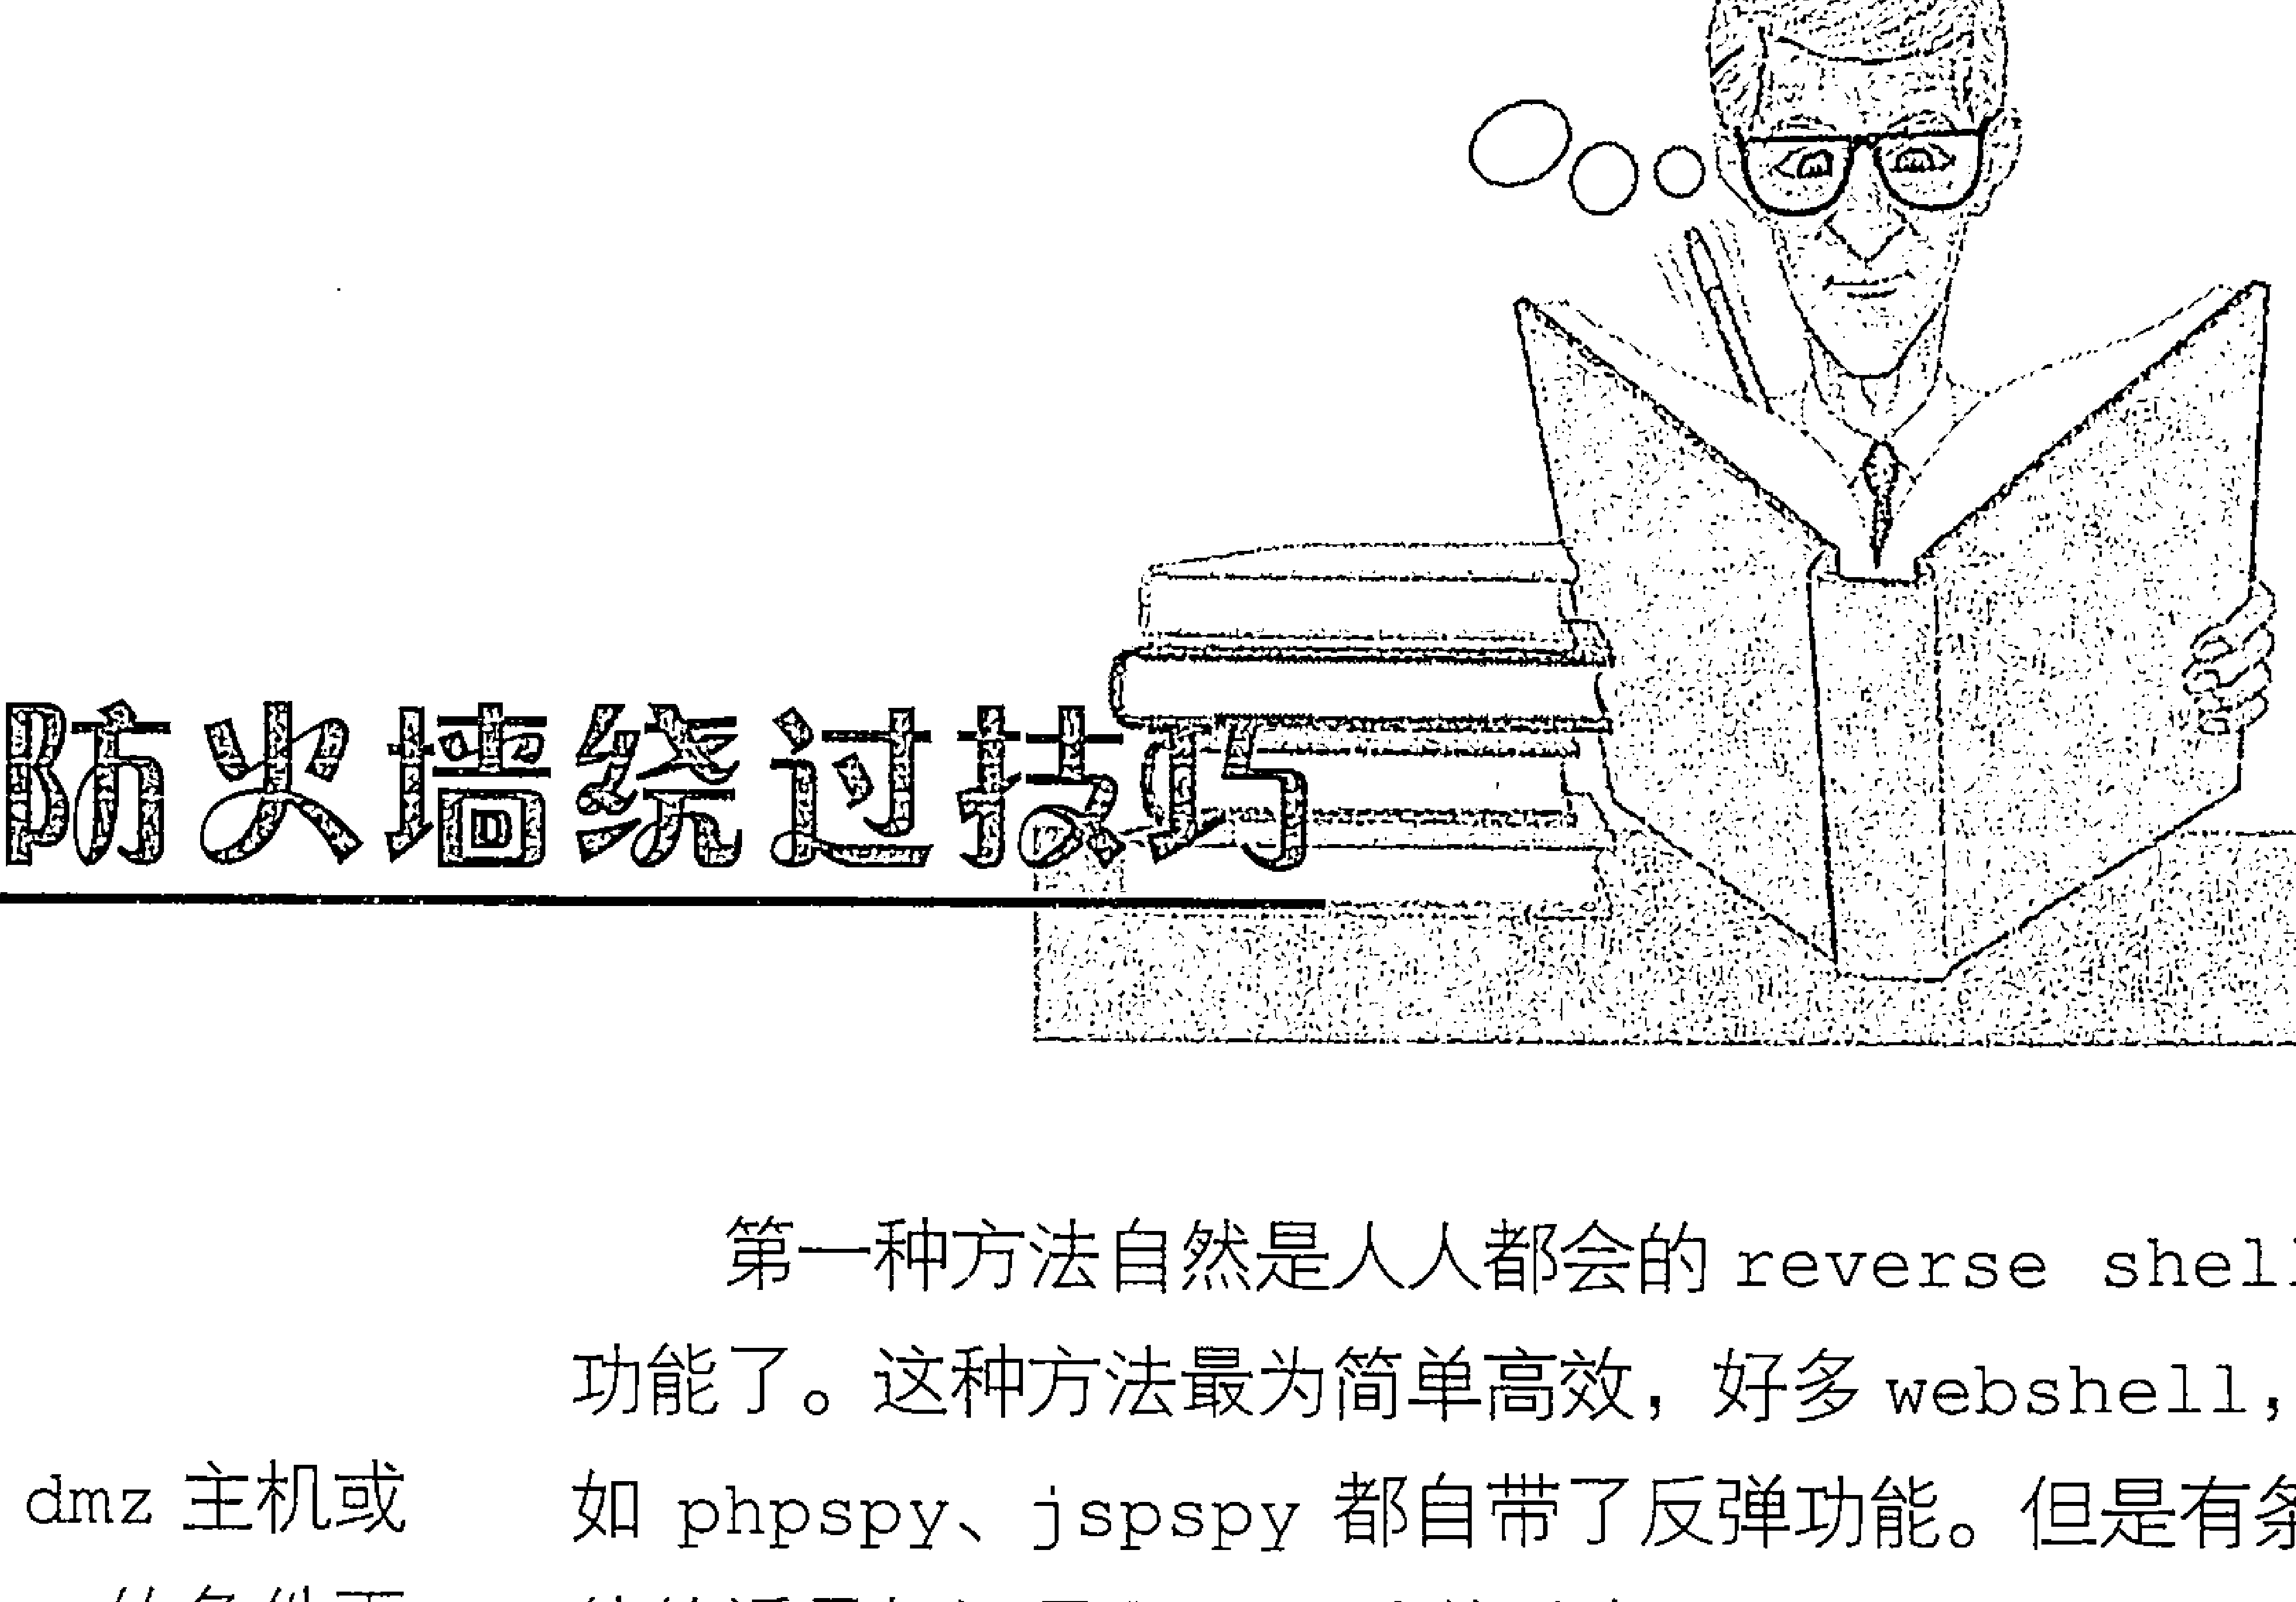 防火墙绕过技巧
dmz 主机或
第一种方法自然是人人都会的 reverse shell
功能了。这种方法最为简单高效，好多 webshell，
如 phpspy、jspspy 都自带了反弹功能。但是有条